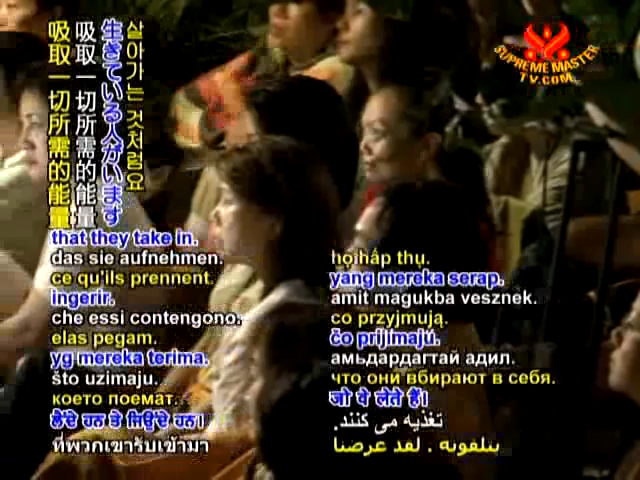 살아가는 것처럼요
生きている人がいます
吸取一切所需的能量
吸取一切所需的能量
SUPREME MASTER
TV.COM
that they take in.
das sie aufnehmen.
ce qu'ils prennent.
ingerir.
che essi contengono.
elas pegam.
yg mereka terima.
što uzimaju.
което поемат.
ਲੈਂਦੇ ਹਨ ਤੇ ਜਿਉਂਦੇ ਹਨ।
ที่พวกเขารับเข้ามา
họ hấp thụ.
yang mereka serap.
amit magukba vesznek.
co przyjmują.
čo prijímajú.
амьдардагтай адил.
что они вбирают в себя.
जो वे लेते हैं।
تغذیه می کنند.
يتلقونه . لقد عرضنا